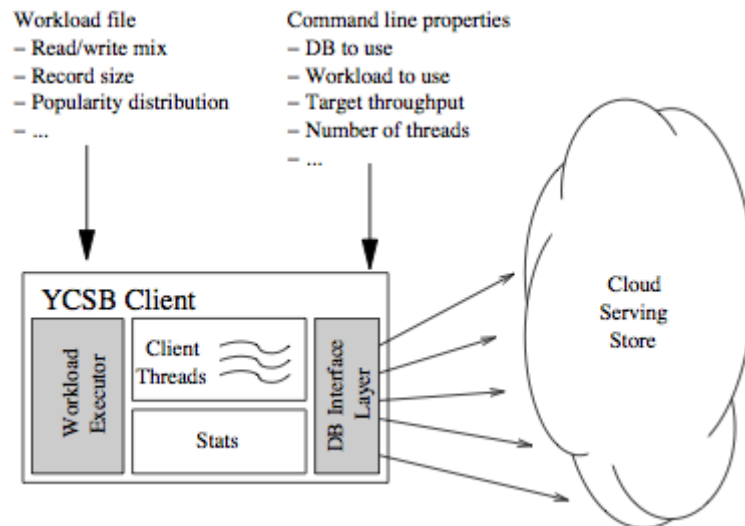 Workload file
– Read/write mix
– Record size
– Popularity distribution
– ...
Command line properties
– DB to use
– Workload to use
– Target throughput
– Number of threads
– ...
YCSB Client
Workload
Executor
Client
Threads
Stats
DB Interface
Layer
Cloud
Serving
Store